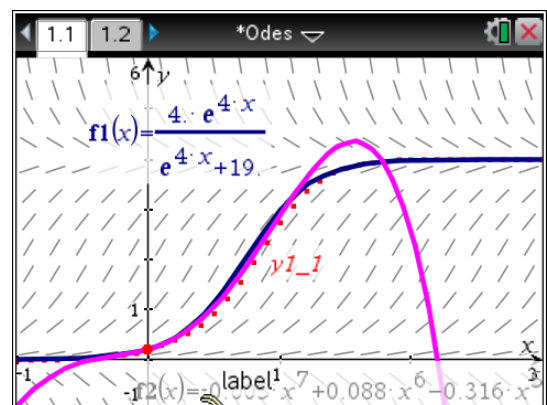 1.1 1.2 *Odes
6 y
f1(x)=4.·e^4·x/e^4·x+19.
y1_1
1
x
-1 label 1 3
-1 f2(x)= x^7+0.088·x^6-0.316·x